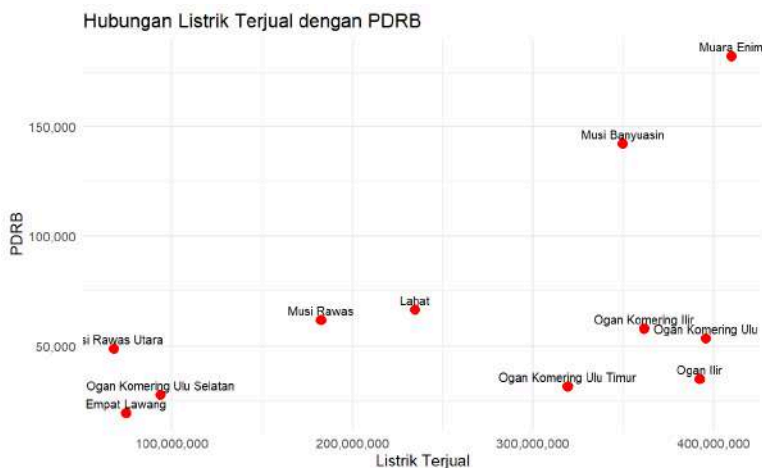 Hubungan Listrik Terjual dengan PDRB
Muara Enim
150,000
Musi Banyuasin
PDRB
100,000
Musi Rawas
Lahat
Ogan Komering Ilir
Ogan Komering Ulu
si Rawas Utara
50,000
Ogan Komering Ulu Selatan
Ogan Komering Ulu Timur
Ogan Ilir
Empat Lawang
100,000,000
200,000,000
300,000,000
400,000,000
Listrik Terjual